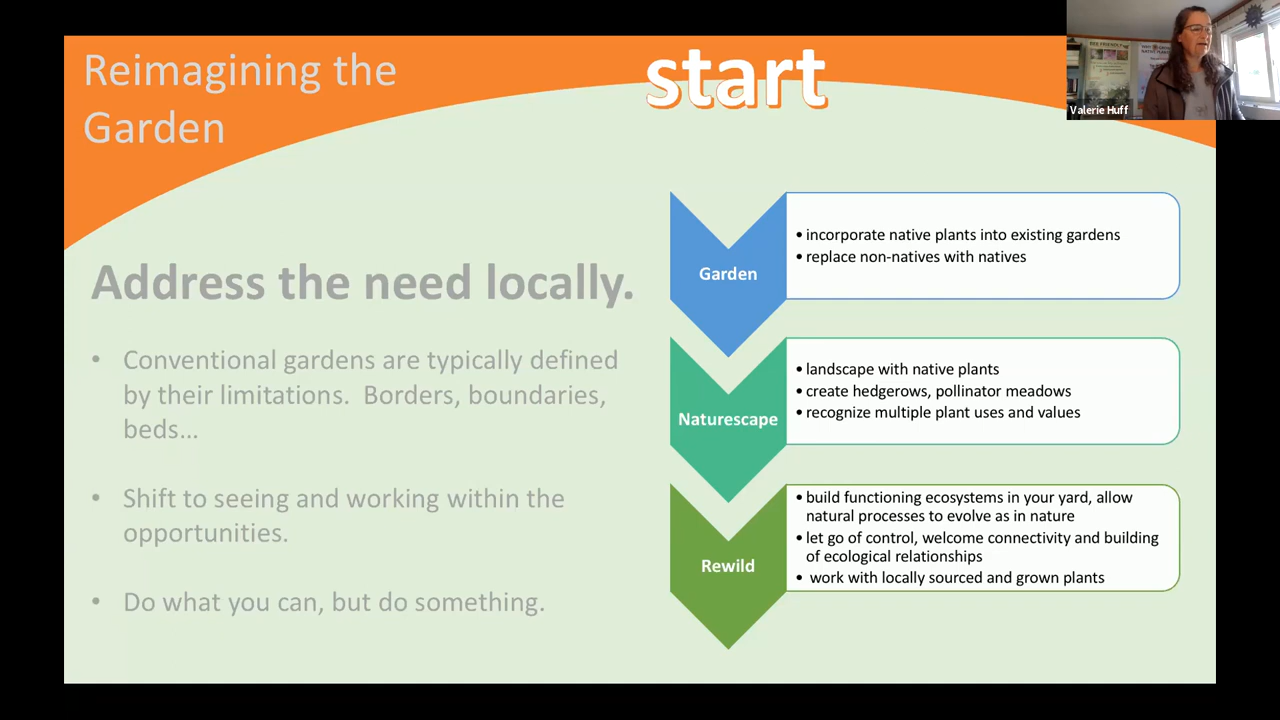 Reimagining the
Garden
start
Valerie Huff
Address the need locally.
• Conventional gardens are typically defined
by their limitations.  Borders, boundaries,
beds...
• Shift to seeing and working within the
opportunities.
• Do what you can, but do something.
Garden
• incorporate native plants into existing gardens
• replace non-natives with natives
Naturescape
• landscape with native plants
• create hedgerows, pollinator meadows
• recognize multiple plant uses and values
Rewild
• build functioning ecosystems in your yard, allow
natural processes to evolve as in nature
• let go of control, welcome connectivity and building
of ecological relationships
• work with locally sourced and grown plants